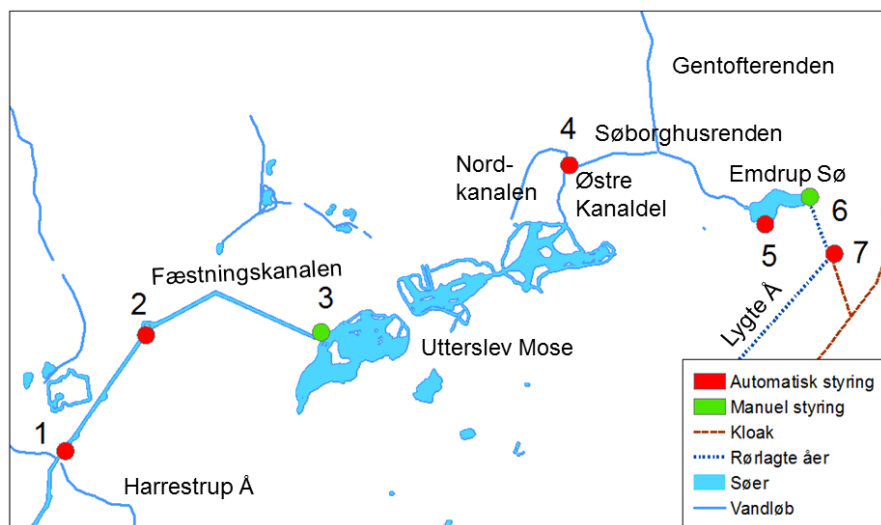 Gentofterenden
4
Søborghusrenden
Nord-
kanalen
Østre
Kanaldel
Emdrup Sø
6
5
7
Fæstningskanalen
2
3
Lygte Å
Utterslev Mose
1
Harrestrup Å
Automatisk styring
Manuel styring
Kloak
Rørlagte åer
Søer
Vandløb